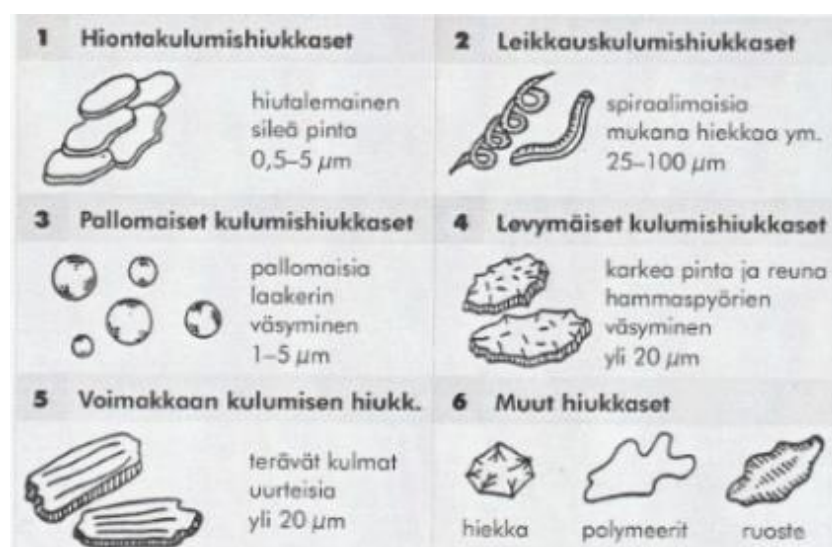 1 Hiontakulumishiukkaset
hiutalemainen
sileä pinta
0,5–5 µm
2 Leikkauskulumishiukkaset
spiraalimaisia
mukana hiekkaa ym.
25–100 µm
3 Pallomaiset kulumishiukkaset
pallomaisia
laakerin
väsyminen
1–5 µm
4 Levymäiset kulumishiukkaset
karkea pinta ja reuna
hammaspyörien
väsyminen
yli 20 µm
5 Voimakkaan kulumisen hiukk.
terävät kulmat
uurteisia
yli 20 µm
6 Muut hiukkaset
hiekka polymeerit ruoste